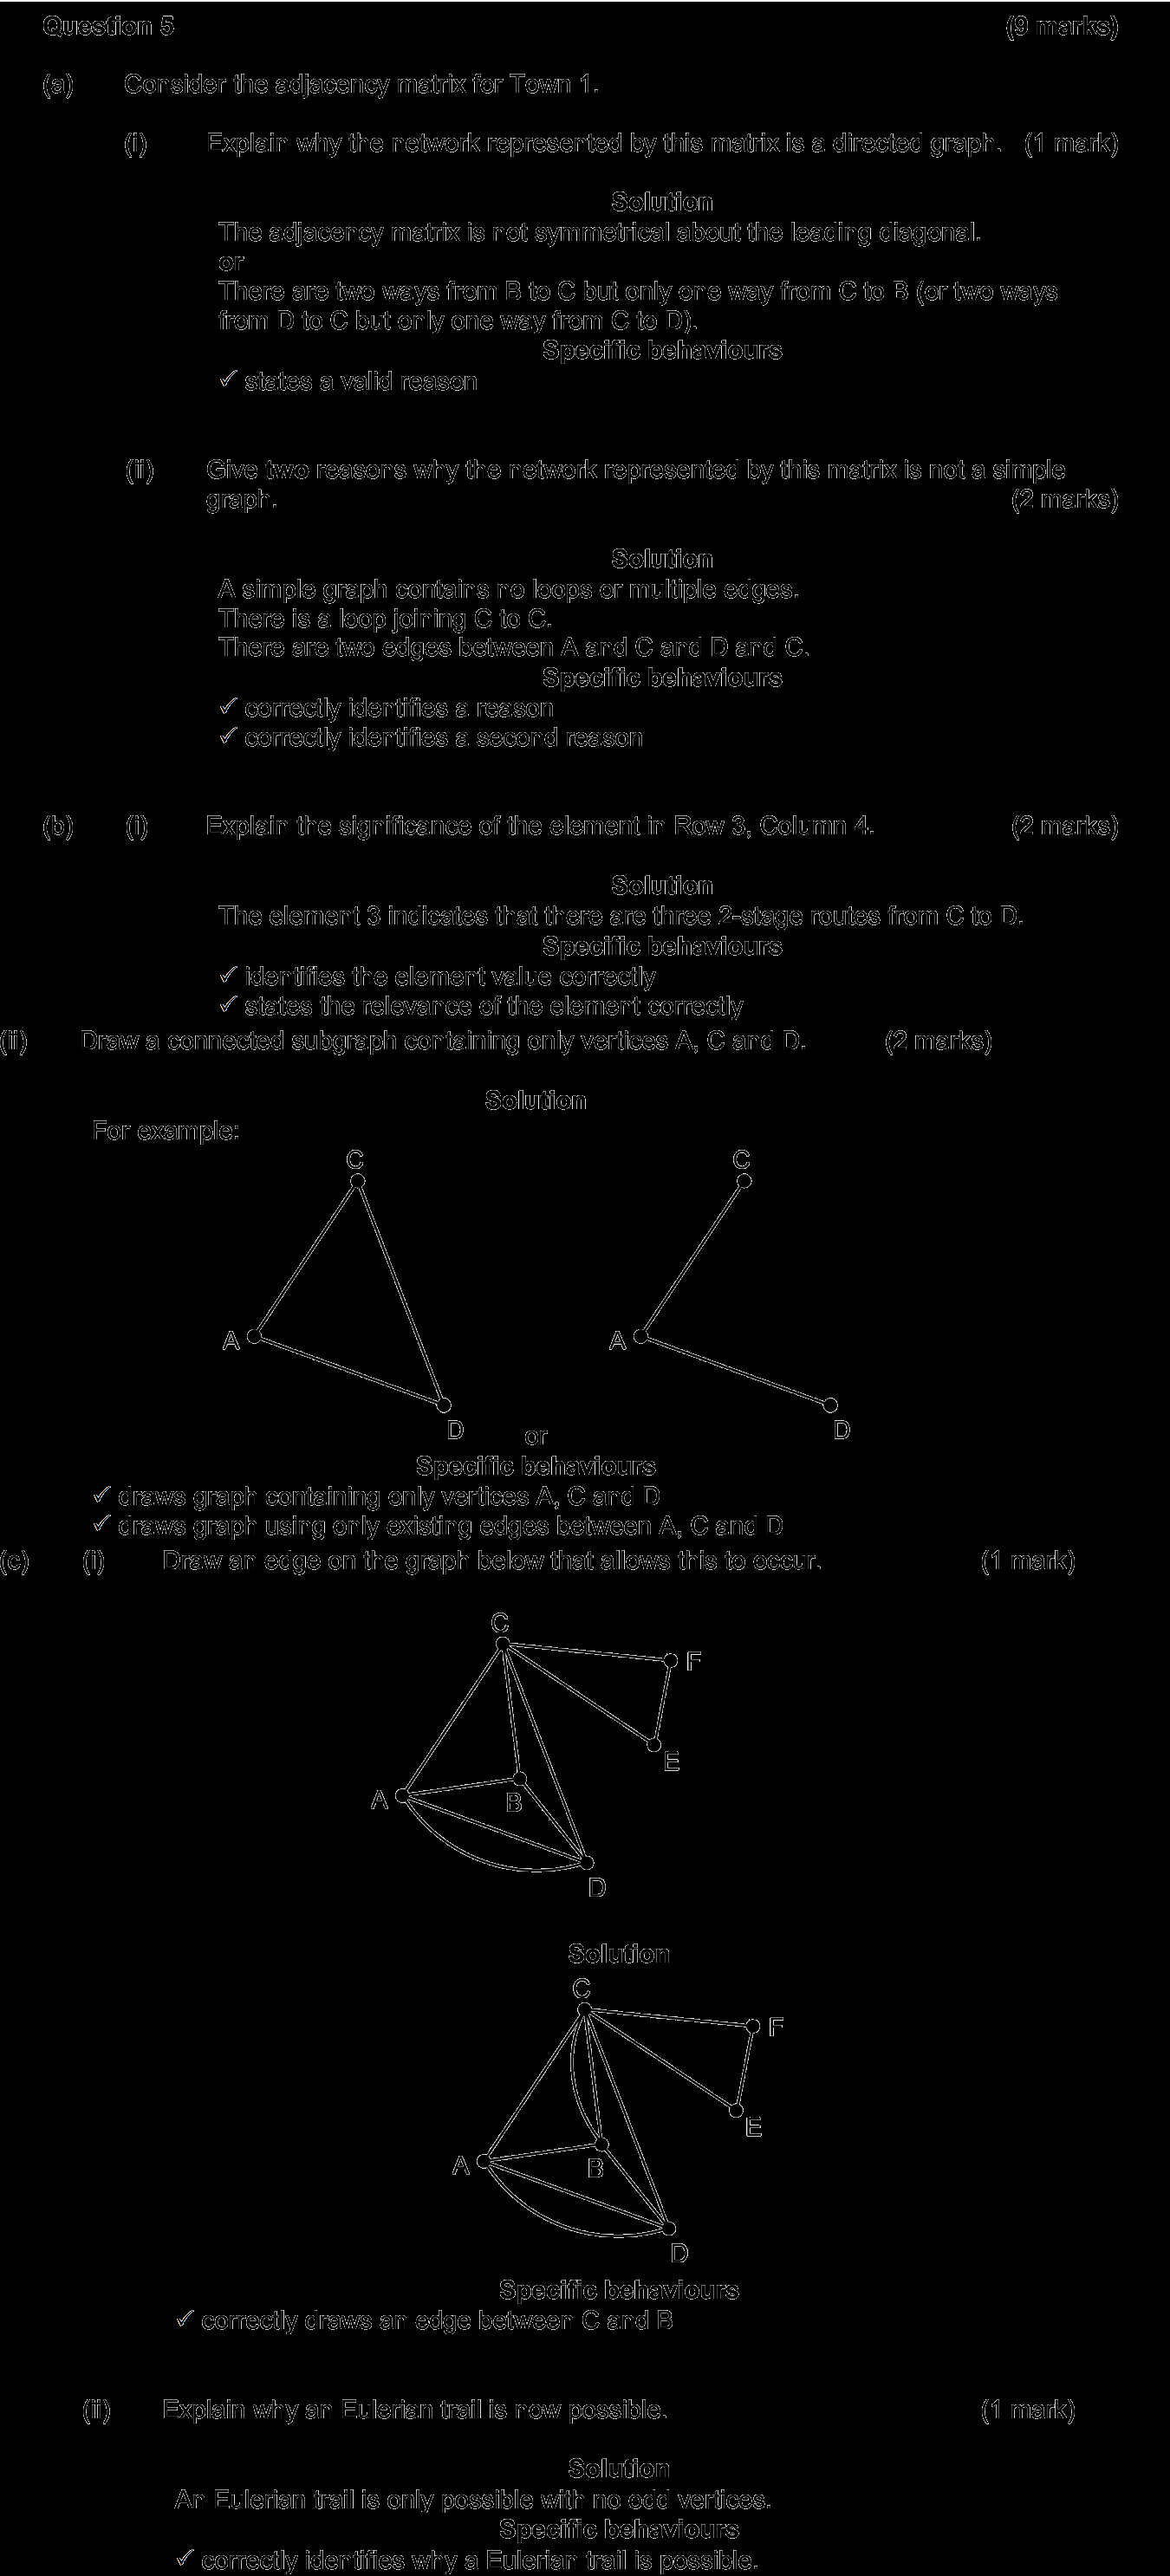 Question 5 (9 marks)
(a) Consider the adjacency matrix for Town 1.
(i) Explain why the network represented by this matrix is a directed graph. (1 mark)
Solution
The adjacency matrix is not symmetrical about the leading diagonal.
or
There are two ways from B to C but only one way from C to B (or two ways
from D to C but only one way from C to D).
Specific behaviours
✓ states a valid reason
(ii) Give two reasons why the network represented by this matrix is not a simple
graph. (2 marks)
Solution
A simple graph contains no loops or multiple edges.
There is a loop joining C to C.
There are two edges between A and C and D and C.
Specific behaviours
✓ correctly identifies a reason
✓ correctly identifies a second reason
(b) (i) Explain the significance of the element in Row 3, Column 4. (2 marks)
Solution
The element 3 indicates that there are three 2-stage routes from C to D.
Specific behaviours
✓ identifies the element value correctly
✓ states the relevance of the element correctly
(ii) Draw a connected subgraph containing only vertices A, C and D. (2 marks)
Solution
For example:
C C
A A
D D
or
Specific behaviours
✓ draws graph containing only vertices A, C and D
✓ draws graph using only existing edges between A, C and D
(c) (i) Draw an edge on the graph below that allows this to occur. (1 mark)
C
F
E
A B
D
Solution
C
F
E
A B
D
Specific behaviours
✓ correctly draws an edge between C and B
(ii) Explain why an Eulerian trail is now possible. (1 mark)
Solution
An Eulerian trail is only possible with no odd vertices.
Specific behaviours
✓ correctly identifies why a Eulerian trail is possible.